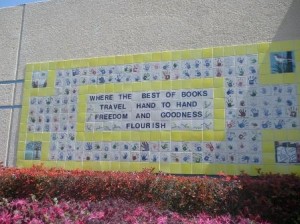 WHERE THE BEST OF BOOKS
TRAVEL HAND TO HAND
FREEDOM AND GOODNESS
FLOURISH